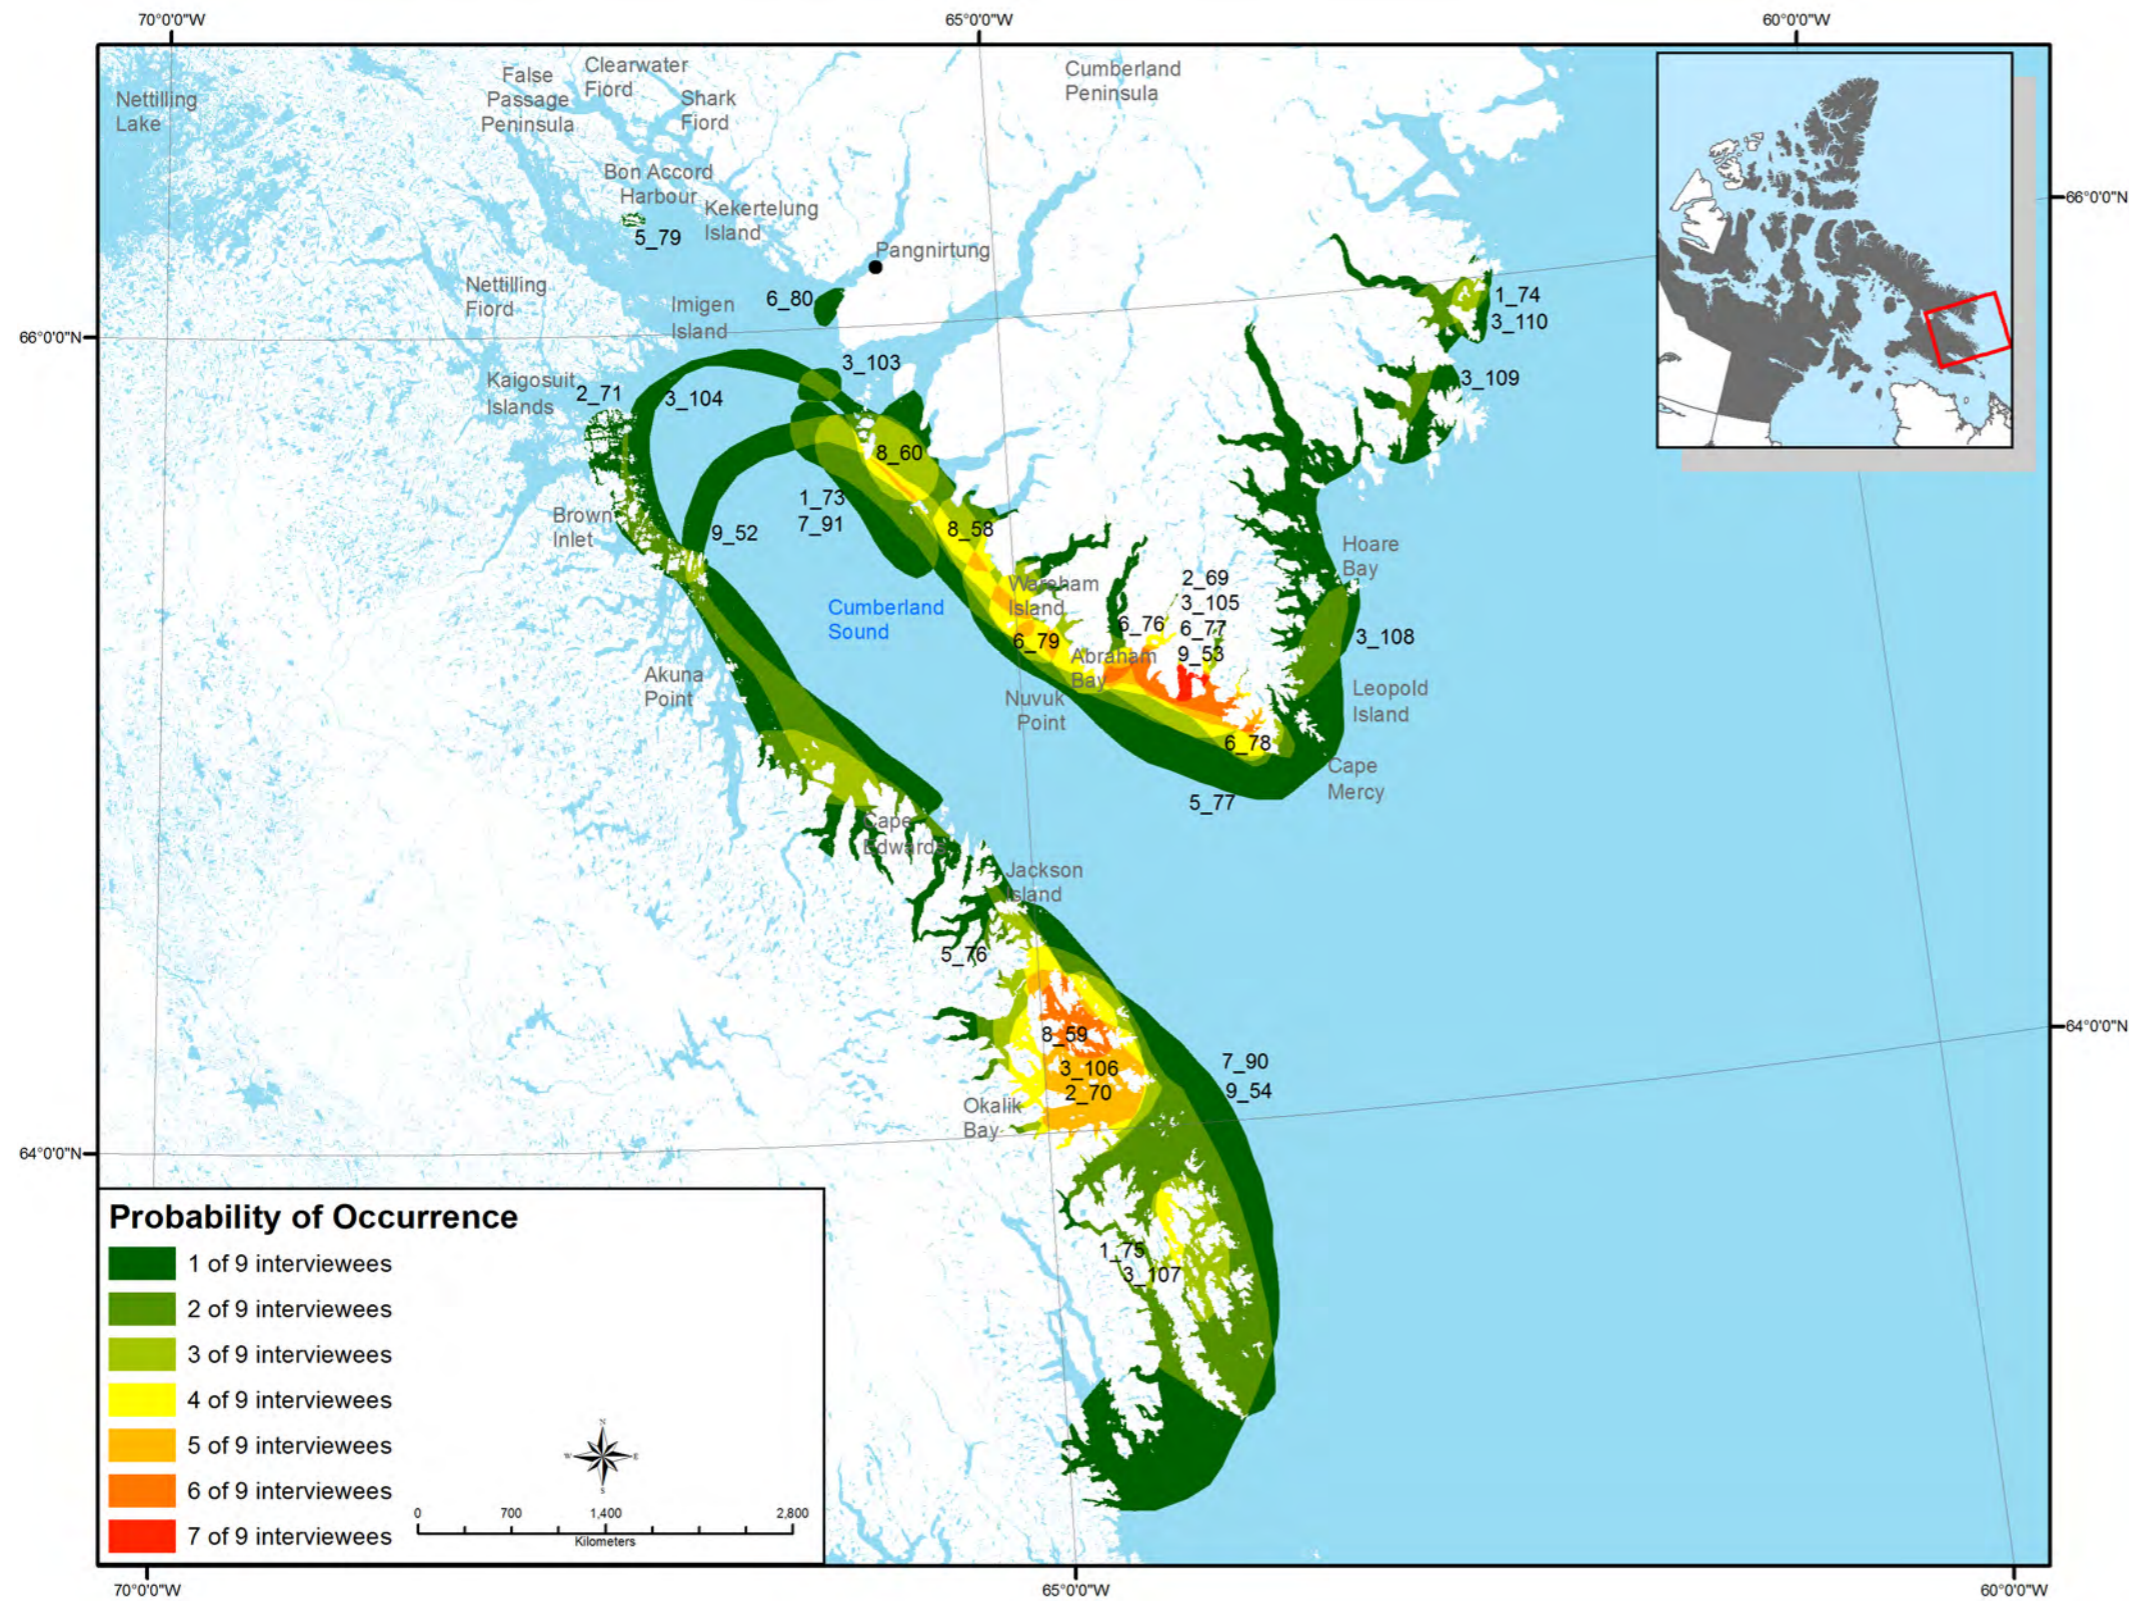 70°0'0"W
65°0'0"W
60°0'0"W
Nettilling
Lake
False
Passage
Peninsula
Clearwater
Fiord
Shark
Fiord
Cumberland
Peninsula
Bon Accord
Harbour
Kekertelung
Island
5_79
Pangnirtung
66°0'0"N
Nettilling
Fiord
Imigen
Island
6_80
1_74
3_110
66°0'0"N
Kaigosuit
Islands
2_71
3_104
3_103
3_109
8_60
1_73
7_91
Brown
Inlet
9_52
8_58
Hoare
Bay
Wareham
Island
Cumberland
Sound
2_69
3_105
6_76
6_77
9_53
6_79
3_108
Abraham
Bay
Akuna
Point
Nuvuk
Point
Leopold
Island
6_78
Cape
Mercy
5_77
Cape
Edwards
Jackson
Island
5_76
8_59
3_106
2_70
7_90
9_54
64°0'0"N
Okalik
Bay
64°0'0"N
1_75
3_107
Probability of Occurrence
1 of 9 interviewees
2 of 9 interviewees
3 of 9 interviewees
4 of 9 interviewees
5 of 9 interviewees
6 of 9 interviewees
7 of 9 interviewees
N
W
E
S
0
700
1,400
2,800
Kilometers
70°0'0"W
65°0'0"W
60°0'0"W